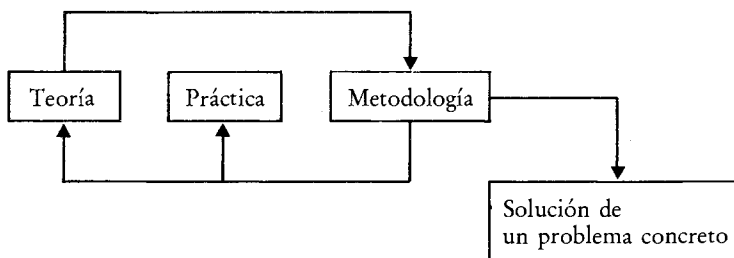 Teoría
Práctica
Metodología
Solución de
un problema concreto